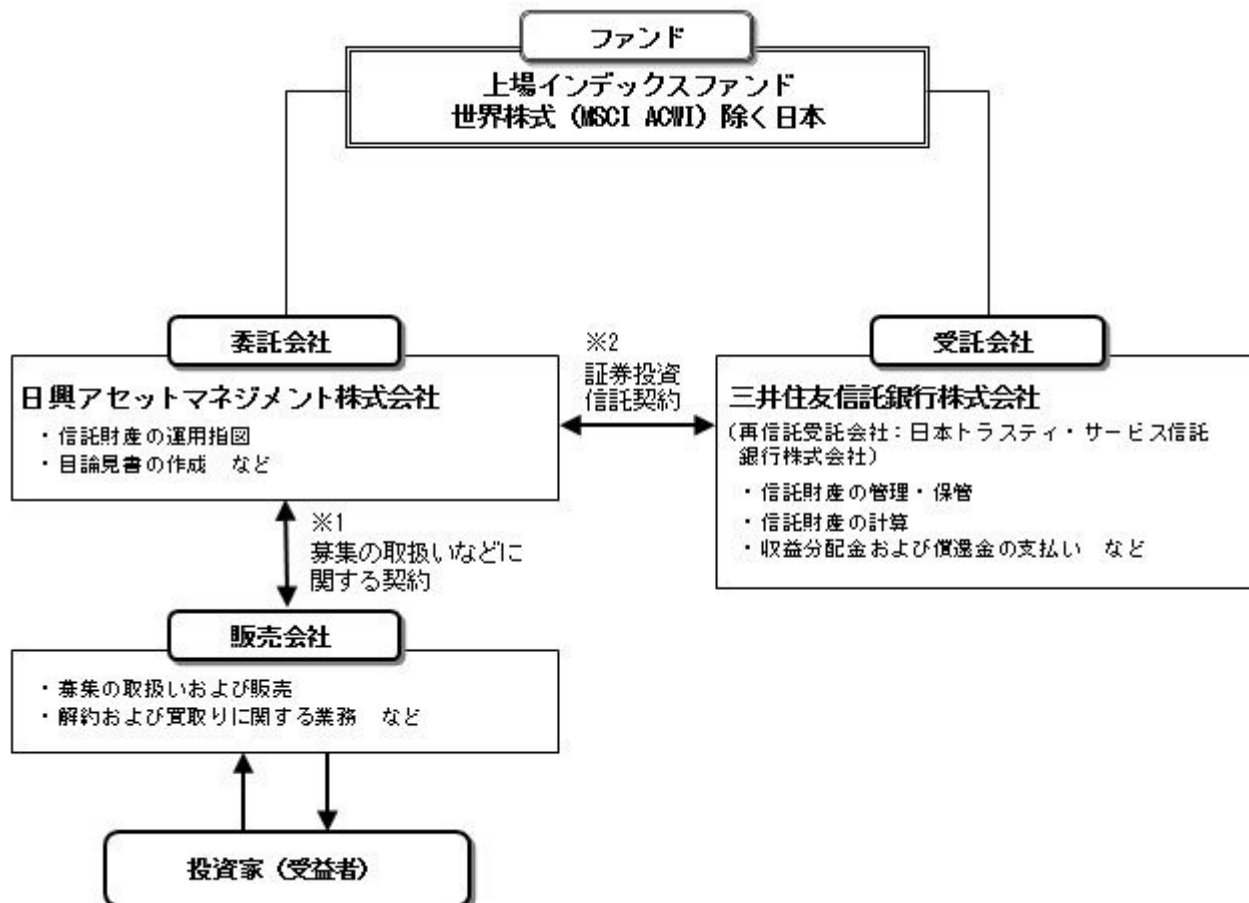 ファンド
上場インデックスファンド
世界株式（MSCI ACWI）除く日本
委託会社
日興アセットマネジメント株式会社
・信託財産の運用指図
・目論見書の作成　など
※2
証券投資
信託契約
受託会社
三井住友信託銀行株式会社
（再信託受託会社：日本トラスティ・サービス信託
銀行株式会社）
・信託財産の管理・保管
・信託財産の計算
・収益分配金および償還金の支払い　など
※1
募集の取扱いなどに
関する契約
販売会社
・募集の取扱いおよび販売
・解約および買取りに関する業務　など
投資家（受益者）